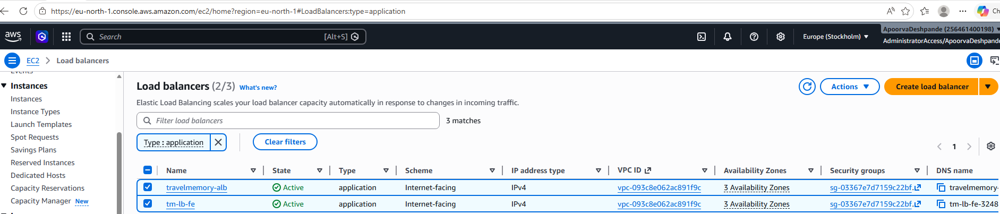 https://eu-north-1.console.aws.amazon.com/ec2/home?region=eu-north-1#LoadBalancers:type=application
aws
Search [Alt+S]
Europe (Stockholm)
ApoorvaDeshpande (256461400198)
AdministratorAccess/ApoorvaDeshpande
EC2 > Load balancers
Instances
Instances
Instance Types
Launch Templates
Spot Requests
Savings Plans
Reserved Instances
Dedicated Hosts
Capacity Reservations
Capacity Manager New
Load balancers (2/3) What's new?
Actions
Create load balancer
Elastic Load Balancing scales your load balancer capacity automatically in response to changes in incoming traffic.
Filter load balancers
3 matches
Type : application
Clear filters
1
Name State Type Scheme IP address type VPC ID Availability Zones Security groups DNS name
travelmemory-alb Active application Internet-facing IPv4 vpc-093c8e062ac891f9c 3 Availability Zones sg-03367e7d7159c22bf. travelmemory-
tm-lb-fe Active application Internet-facing IPv4 vpc-093c8e062ac891f9c 3 Availability Zones sg-03367e7d7159c22bf. tm-lb-fe-3248